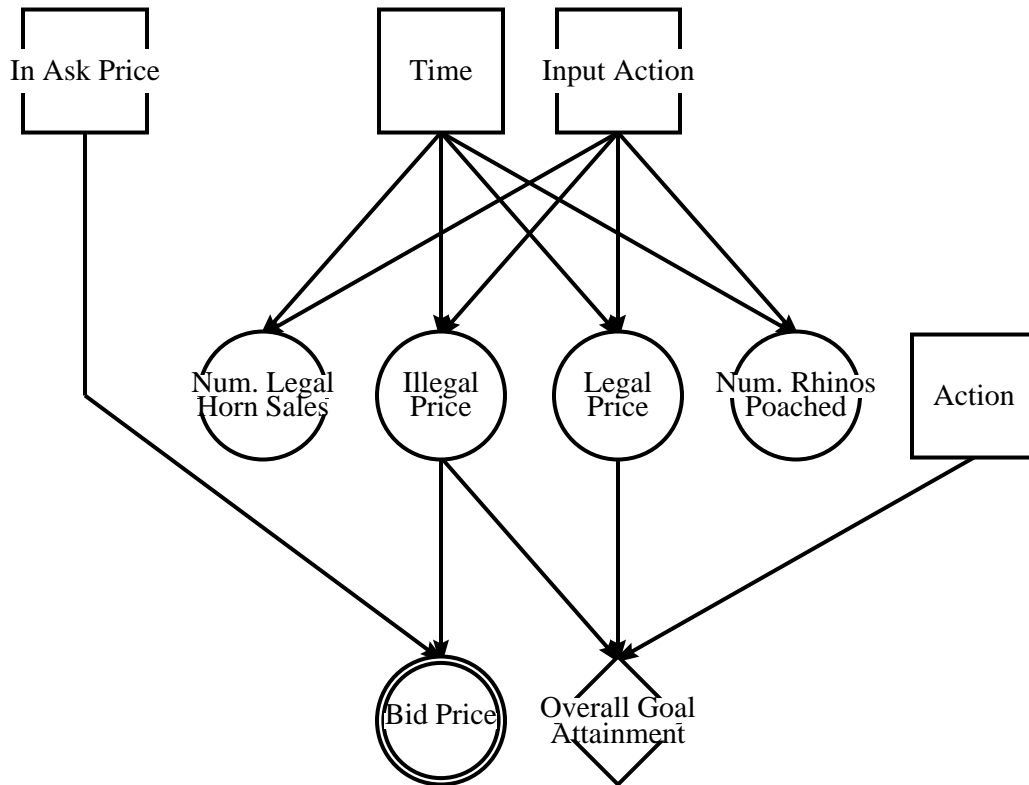 In Ask Price
Time
Input Action
Num. Legal
Horn Sales
Illegal
Price
Legal
Price
Num. Rhinos
Poached
Action
Bid Price
Overall Goal
Attainment